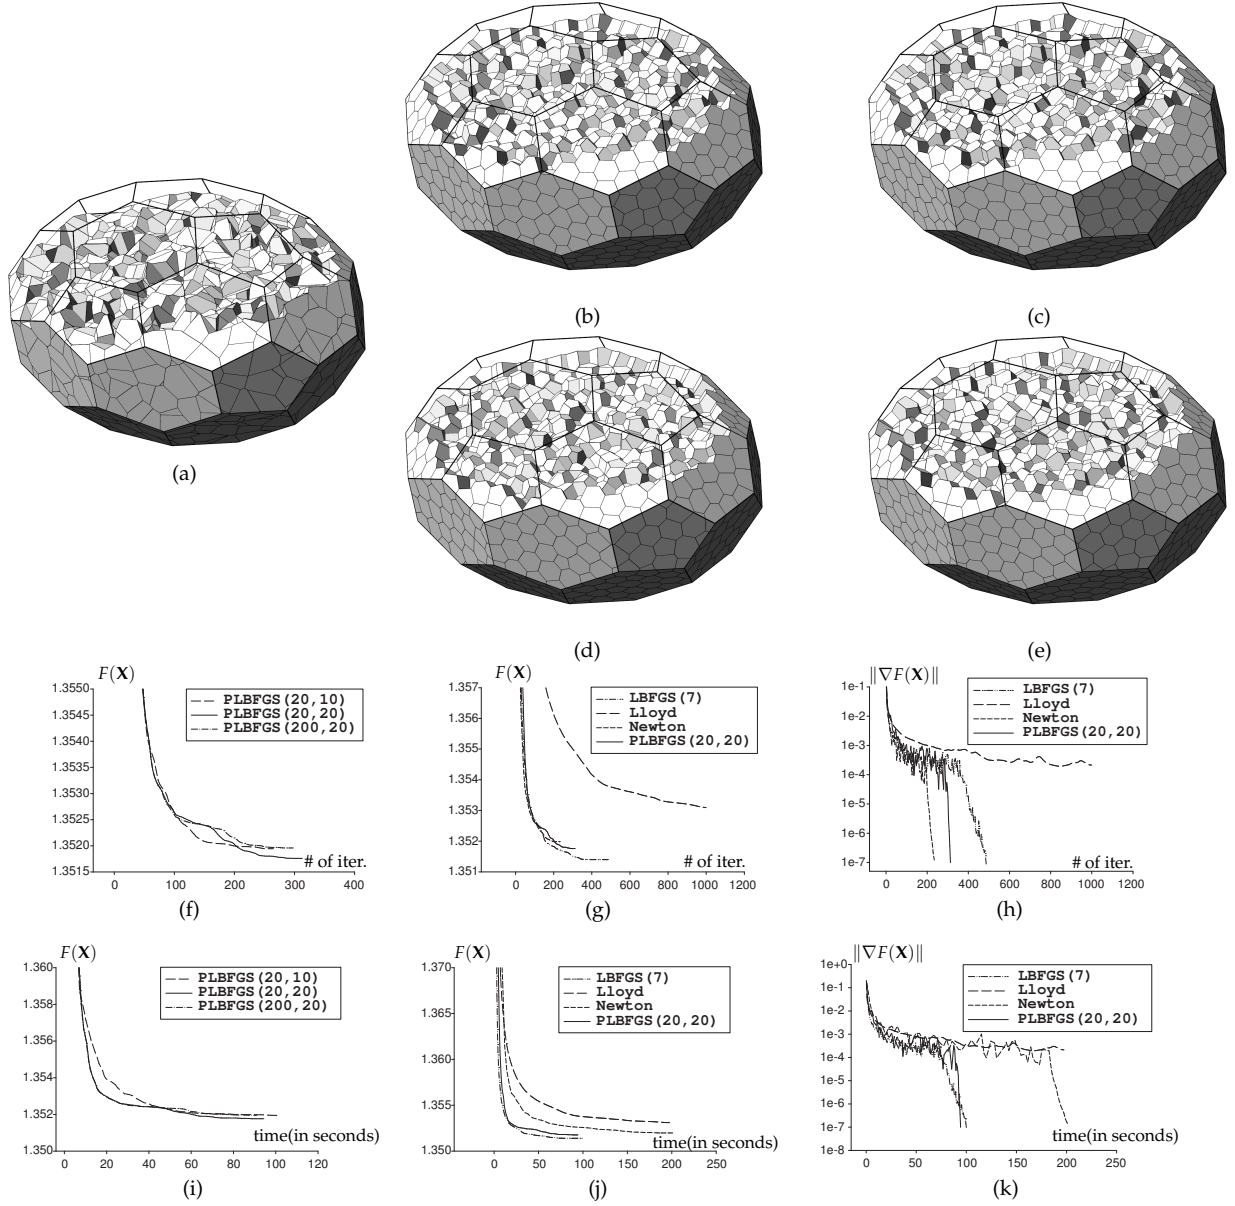 (a)
(b)
(c)
(d)
(e)
F(X)
1.3550
1.3545
1.3540
1.3535
1.3530
1.3525
1.3520
1.3515
PLBFGS(20,10)
PLBFGS(20,20)
PLBFGS(200,20)
# of iter.
0 100 200 300 400
(f)
F(X)
1.357
1.356
1.355
1.354
1.353
1.352
1.351
LBFGS(7)
Lloyd
Newton
PLBFGS(20,20)
# of iter.
0 200 400 600 800 1000 1200
(g)
||∇F(X)||
1e-1
1e-2
1e-3
1e-4
1e-5
1e-6
1e-7
LBFGS(7)
Lloyd
Newton
PLBFGS(20,20)
# of iter.
0 200 400 600 800 1000 1200
(h)
F(X)
1.360
1.358
1.356
1.354
1.352
1.350
PLBFGS(20,10)
PLBFGS(20,20)
PLBFGS(200,20)
time(in seconds)
0 20 40 60 80 100 120
(i)
F(X)
1.370
1.365
1.360
1.355
1.350
LBFGS(7)
Lloyd
Newton
PLBFGS(20,20)
time(in seconds)
0 50 100 150 200 250
(j)
||∇F(X)||
1e+0
1e-1
1e-2
1e-3
1e-4
1e-5
1e-6
1e-7
1e-8
LBFGS(7)
Lloyd
Newton
PLBFGS(20,20)
time(in seconds)
0 50 100 150 200 250
(k)